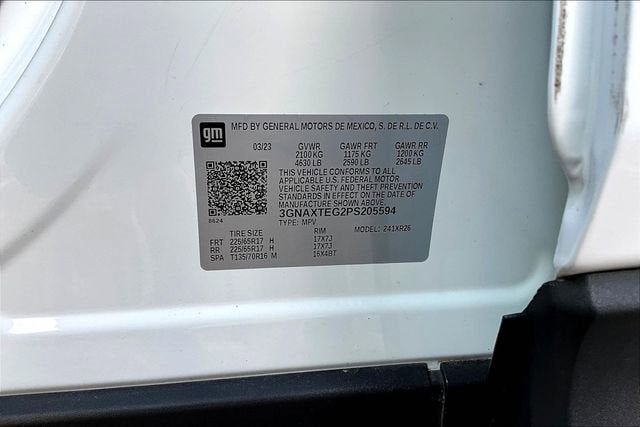 gm MFD BY GENERAL MOTORS DE MEXICO, S. DE R.L. DE C.V.
03/23 GVWR GAWR FRT GAWR RR
2100 KG 1175 KG 1200 KG
4630 LB 2590 LB 2645 LB
THIS VEHICLE CONFORMS TO ALL
APPLICABLE U.S. FEDERAL MOTOR
VEHICLE SAFETY AND THEFT PREVENTION
STANDARDS IN EFFECT ON THE DATE OF
MANUFACTURE SHOWN ABOVE.
3GNAXTEG2PS205594
8624 TYPE: MPV MODEL: 241XR26
TIRE SIZE RIM
FRT 225/65R17 H 17X7J
RR 225/65R17 H 17X7J
SPA T135/70R16 M 16X4BT